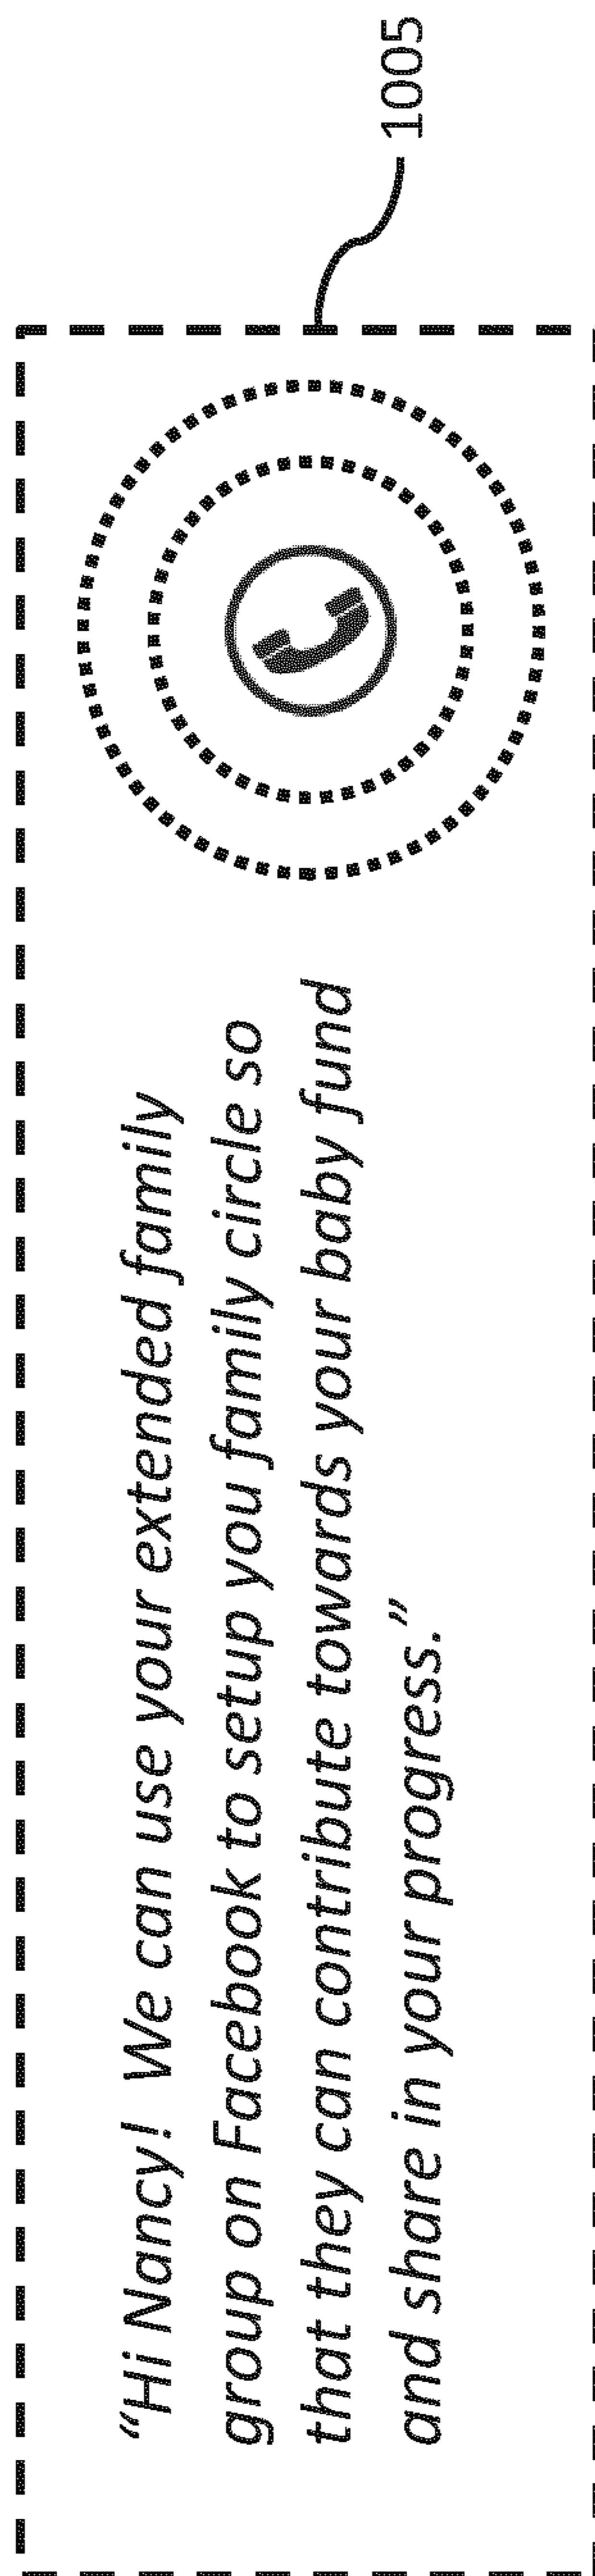 “Hi Nancy!  We can use your extended family
group on Facebook to setup you family circle so
that they can contribute towards your baby fund
and share in your progress.”
1005